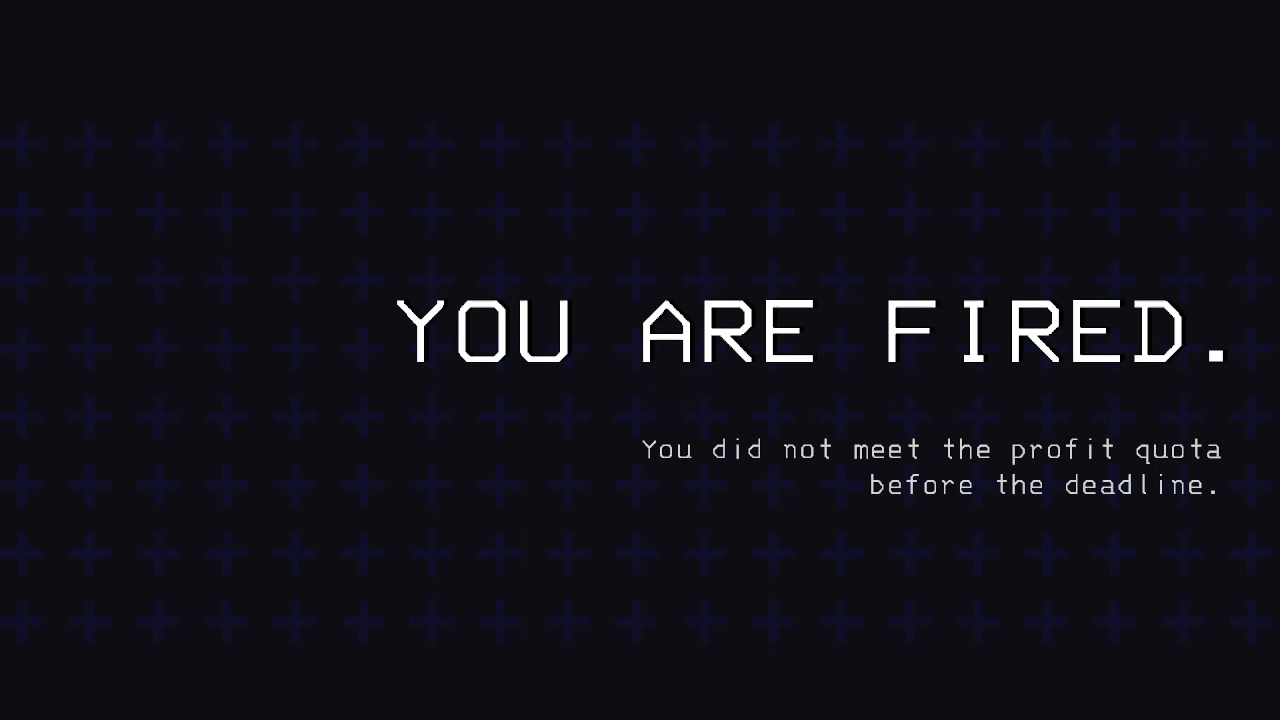 YOU ARE FIRED.
You did not meet the profit quota
before the deadline.